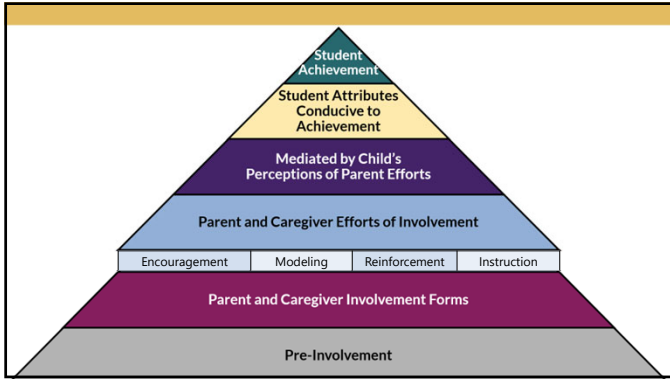 Student
Achievement
Student Attributes
Conducive to
Achievement
Mediated by Child's
Perceptions of Parent Efforts
Parent and Caregiver Efforts of Involvement
Encouragement Modeling Reinforcement Instruction
Parent and Caregiver Involvement Forms
Pre-Involvement